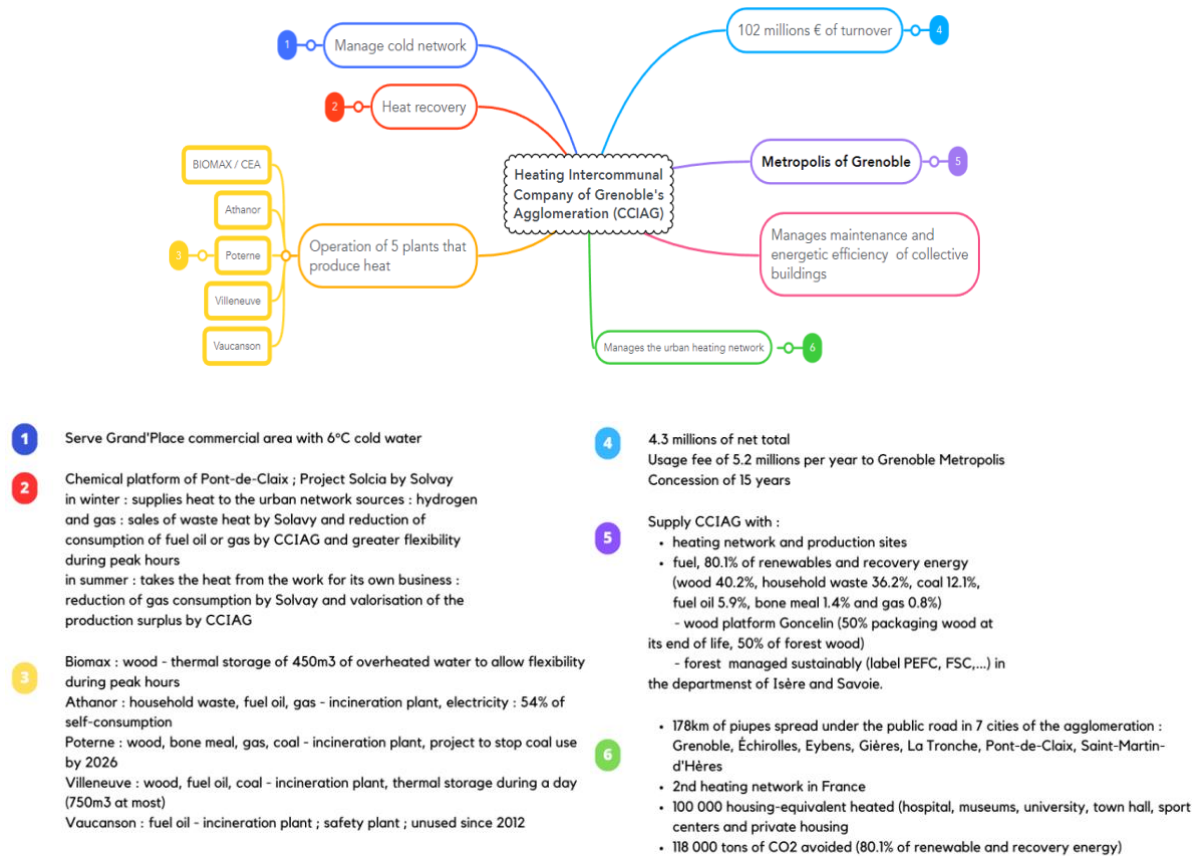 1
Manage cold network
102 millions € of turnover
4
2
Heat recovery
BIOMAX / CEA
Athanor
3
Poterne
Villeneuve
Vaucanson
Operation of 5 plants that
produce heat
Heating Intercommunal
Company of Grenoble's
Agglomeration (CCIAG)
Metropolis of Grenoble
5
Manages maintenance and
energetic efficiency of collective
buildings
Manages the urban heating network
6
1
Serve Grand'Place commercial area with 6°C cold water
2
Chemical platform of Pont-de-Claix ; Project Solcia by Solvay
in winter : supplies heat to the urban network sources : hydrogen
and gas : sales of waste heat by Solavy and reduction of
consumption of fuel oil or gas by CCIAG and greater flexibility
during peak hours
in summer : takes the heat from the work for its own business :
reduction of gas consumption by Solvay and valorisation of the
production surplus by CCIAG
3
Biomax : wood - thermal storage of 450m3 of overheated water to allow flexibility
during peak hours
Athanor : household waste, fuel oil, gas - incineration plant, electricity : 54% of
self-consumption
Poterne : wood, bone meal, gas, coal - incineration plant, project to stop coal use
by 2026
Villeneuve : wood, fuel oil, coal - incineration plant, thermal storage during a day
(750m3 at most)
Vaucanson : fuel oil - incineration plant ; safety plant ; unused since 2012
4
4.3 millions of net total
Usage fee of 5.2 millions per year to Grenoble Metropolis
Concession of 15 years
5
Supply CCIAG with :
• heating network and production sites
• fuel, 80.1% of renewables and recovery energy
(wood 40.2%, household waste 36.2%, coal 12.1%,
fuel oil 5.9%, bone meal 1.4% and gas 0.8%)
- wood platform Goncelin (50% packaging wood at
its end of life, 50% of forest wood)
- forest managed sustainably (label PEFC, FSC,...) in
the departmenst of Isère and Savoie.
6
• 178km of piupes spread under the public road in 7 cities of the agglomeration :
Grenoble, Échirolles, Eybens, Gières, La Tronche, Pont-de-Claix, Saint-Martin-
d'Hères
• 2nd heating network in France
• 100 000 housing-equivalent heated (hospital, museums, university, town hall, sport
centers and private housing
• 118 000 tons of CO2 avoided (80.1% of renewable and recovery energy)